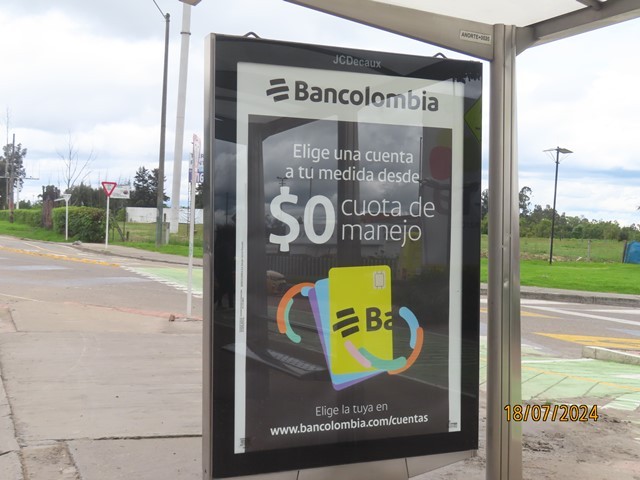 JCDecaux
Bancolombia
Elige una cuenta
a tu medida desde
$0 cuota de
manejo
Ba
Elige la tuya en
www.bancolombia.com/cuentas
18/07/2024